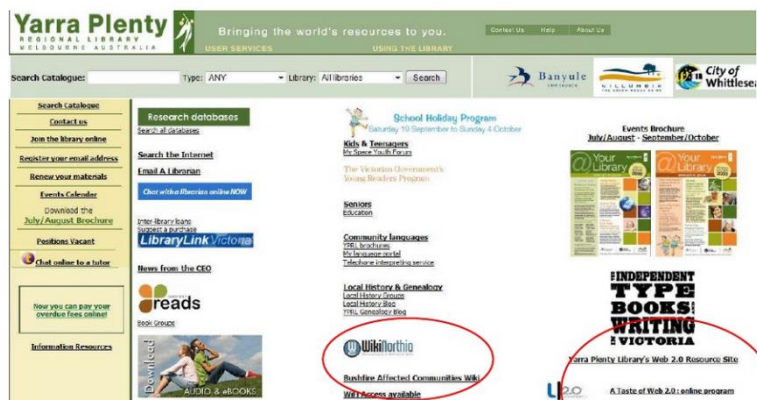 Yarra Plenty
REGIONAL LIBRARY
MELBOURNE AUSTRALIA
Bringing the world's resources to you.
USER SERVICES
USING THE LIBRARY
Contact Us
Help
About Us
Search Catalogue:
Type: ANY
Library: All libraries
Search
Banyule
NILLUMBIK
City of
Whittlesea
Search Catalogue
Contact us
Join the library online
Register your email address
Renew your materials
Events Calendar
Download the
July/August Brochure
Positions Vacant
Chat online to a tutor
Now you can pay your
overdue fees online!
Information Resources
Research databases
Search all databases
Search the Internet
Email A Librarian
Chat with a librarian online NOW
Inter-library loans
Suggest a purchase
LibraryLink Victoria
News from the CEO
reads
Book Groups
Download
AUDIO & eBOOKS
School Holiday Program
Saturday 19 September to Sunday 4 October
Kids & Teenagers
My Space Youth Forum
The Victorian Government's
Young Readers Program
Seniors
Education
Community languages
YPRL brochures
My language portal
Telephone interpreting service
Local History & Genealogy
Local History Groups
Local History Blog
YPRL Genealogy Blog
WikiNorthia
Bushfire Affected Communities Wiki
WiFi Access available
Events Brochure
July/August - September/October
@ Your
Library
@ Your
Library
INDEPENDENT
TYPE
BOOKS
WRITING
IN VICTORIA
Yarra Plenty Library's Web 2.0 Resource Site
2.0
A Taste of Web 2.0: online program